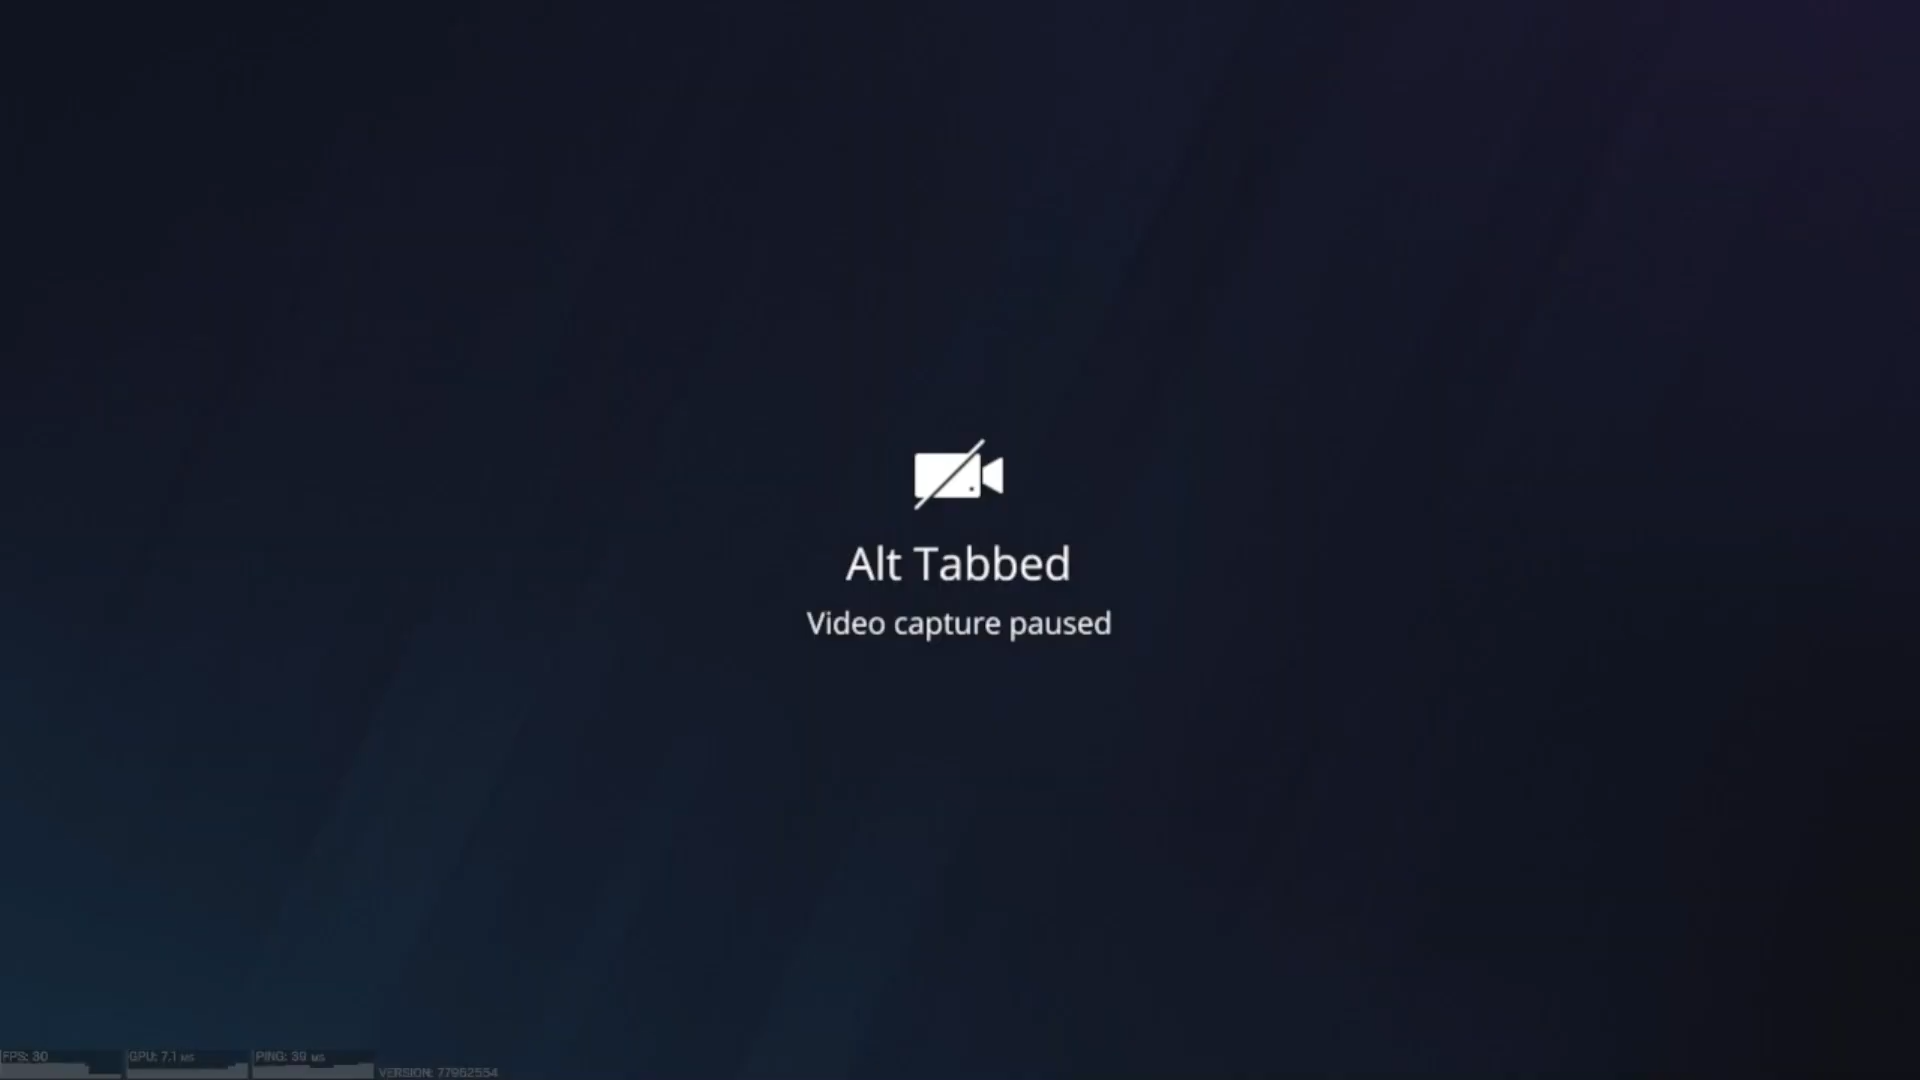 Alt Tabbed
Video capture paused
FPS: 30 GPU: 7.1 MS PING: 39 MS VERSION: 77962554